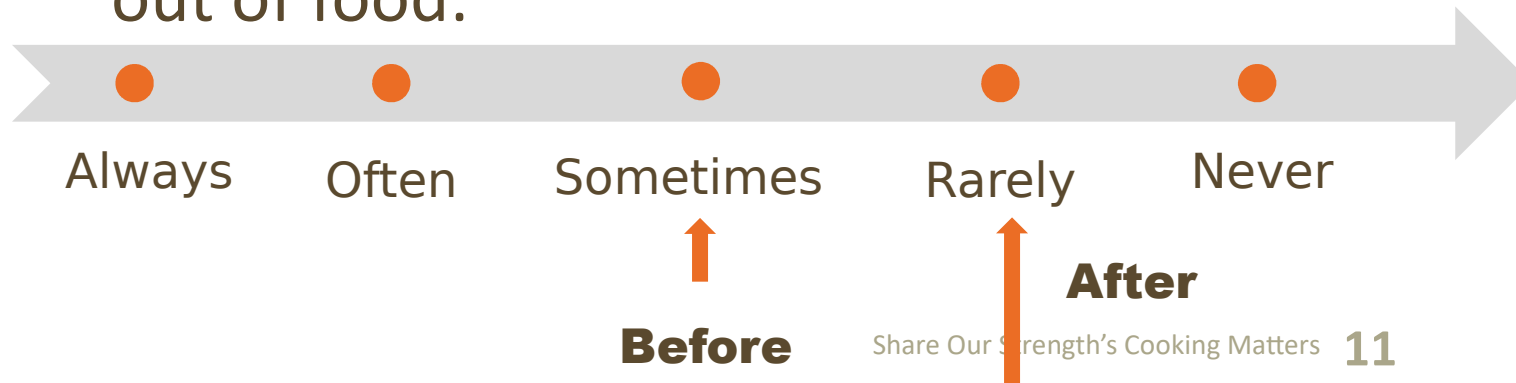 out of food.
Always Often Sometimes Rarely Never
After
Before
Share Our Strength's Cooking Matters 11